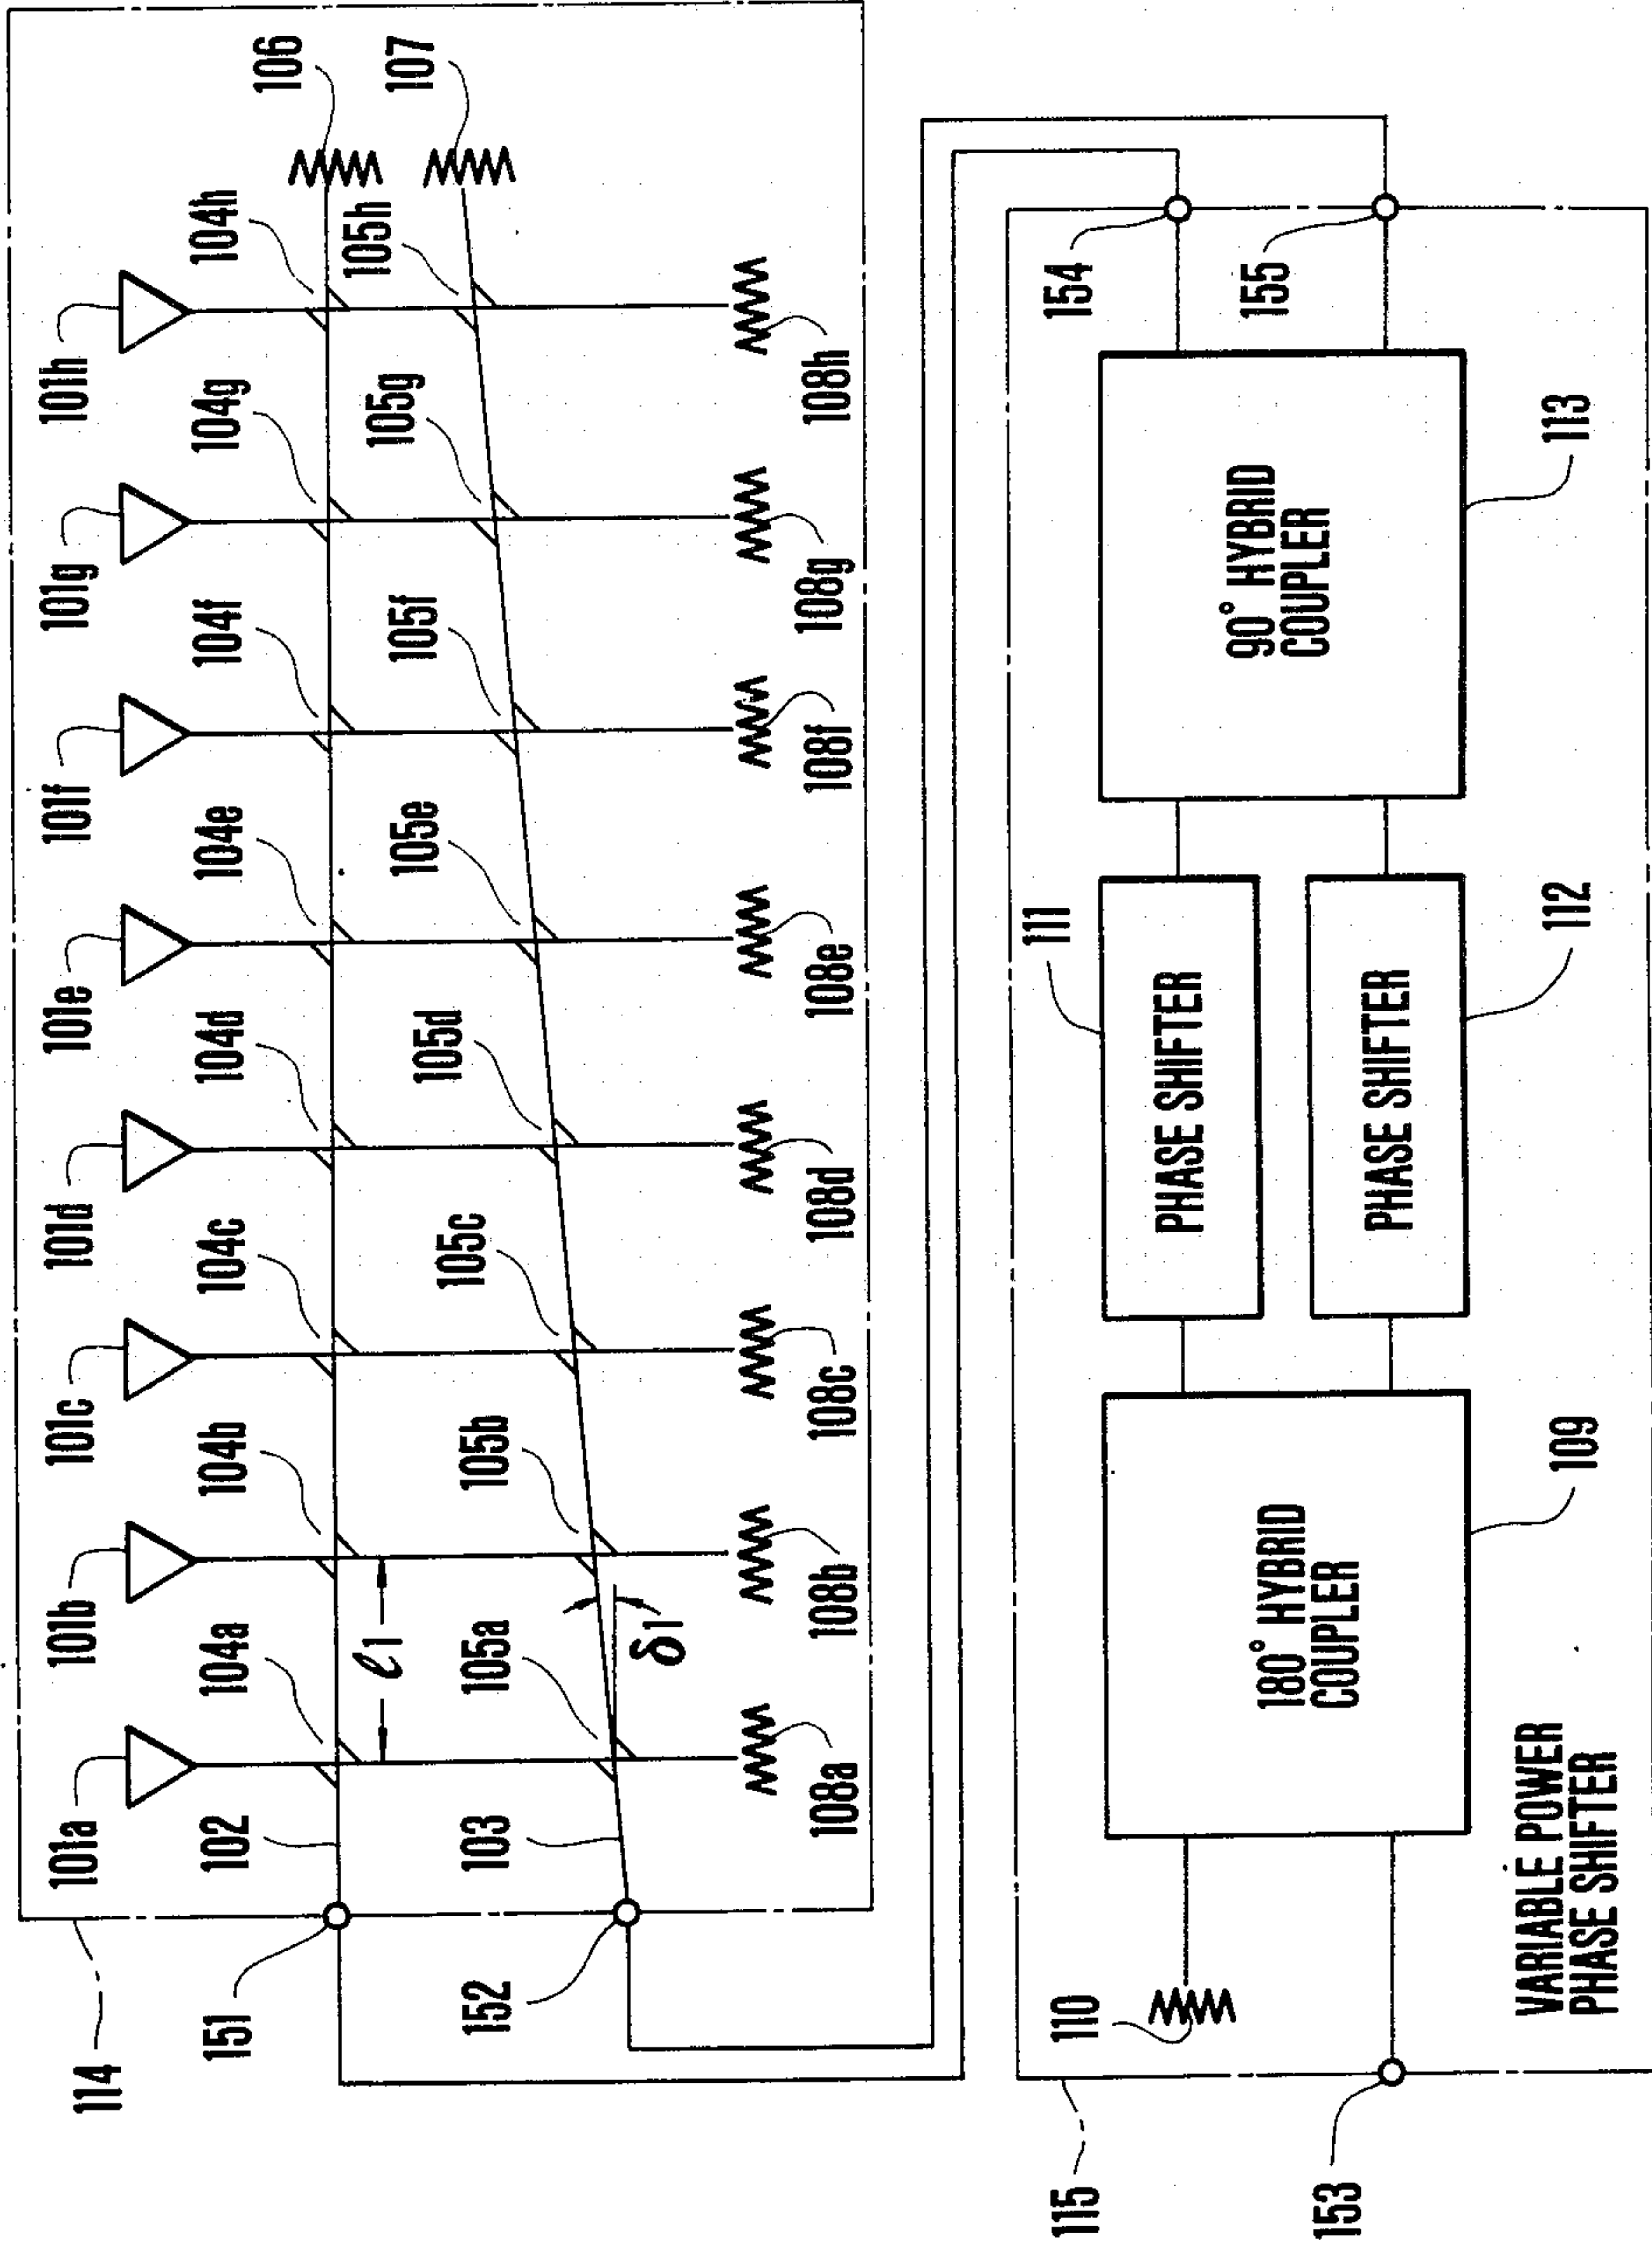 101a
101b
101c
101d
101e
101f
101g
101h
106
107
102
104a
104b
104c
104d
104e
104f
104g
104h
ℓ1
103
105a
105b
105c
105d
105e
105f
105g
105h
δ1
108a
108b
108c
108d
108e
108f
108g
108h
114
151
152
115
110
111
154
155
153
180° HYBRID
COUPLER
PHASE SHIFTER
PHASE SHIFTER
90° HYBRID
COUPLER
109
112
113
VARIABLE POWER
PHASE SHIFTER